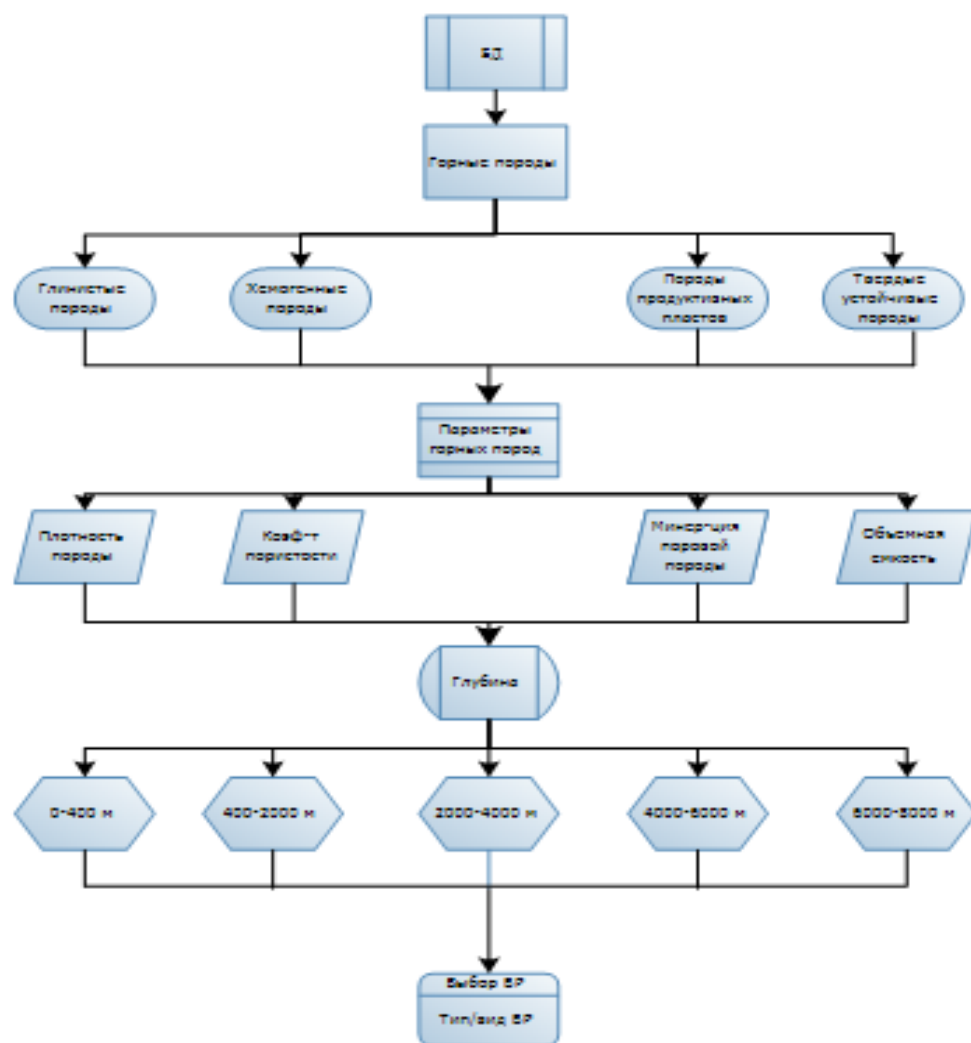 БД
Горные породы
Глинистые
породы
Хемогенные
породы
Породы
продуктивных
пластов
Твердые
устойчивые
породы
Параметры
горных пород
Плотность
породы
Коэф-т
пористости
Минер-ция
поровой
породы
Объемная
емкость
Глубина
0-400 м
400-2000 м
2000-4000 м
4000-6000 м
6000-8000 м
Выбор БР
Тип/вид БР